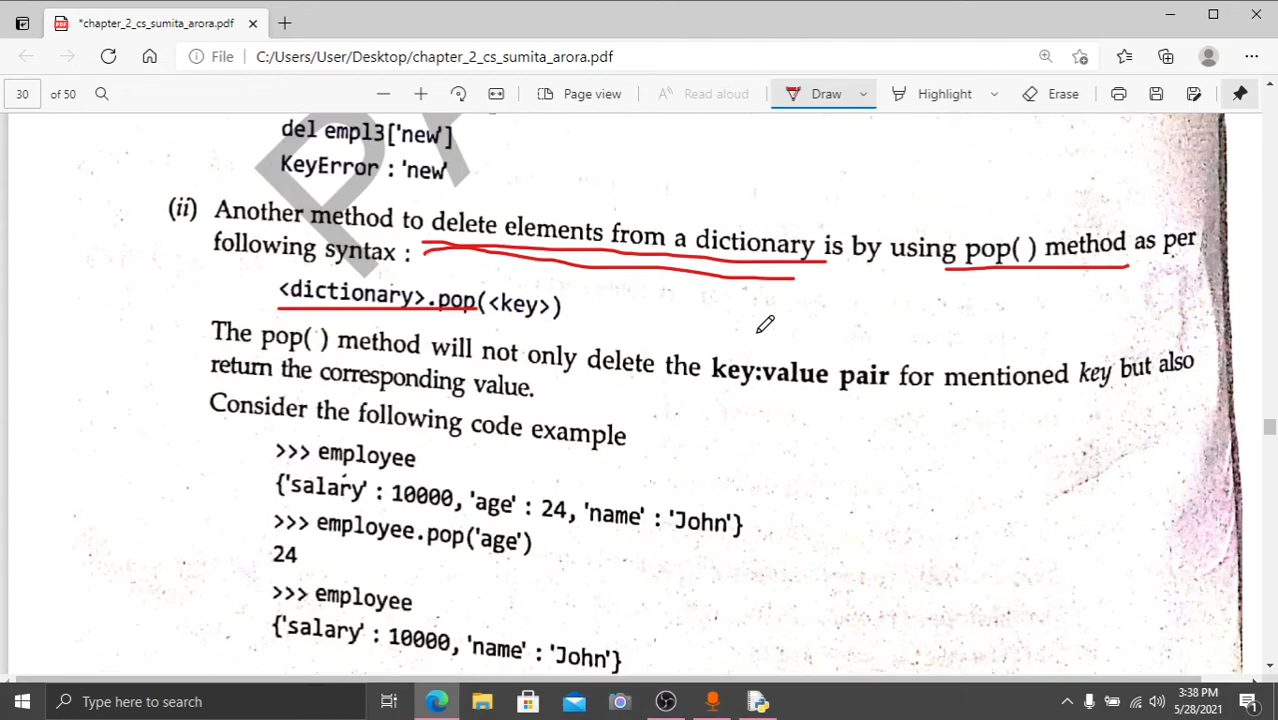 *chapter_2_cs_sumita_arora.pdf
File C:/Users/User/Desktop/chapter_2_cs_sumita_arora.pdf
30 of 50 Page view Read aloud Draw Highlight Erase
del empl3['new']
KeyError : 'new'
(ii) Another method to delete elements from a dictionary is by using pop( ) method as per
following syntax :
<dictionary>.pop(<key>)
The pop( ) method will not only delete the key:value pair for mentioned key but also
return the corresponding value.
Consider the following code example
>>> employee
{'salary' : 10000, 'age' : 24, 'name' : 'John'}
>>> employee.pop('age')
24
>>> employee
{'salary' : 10000, 'name' : 'John'}
Type here to search
3:38 PM
5/28/2021